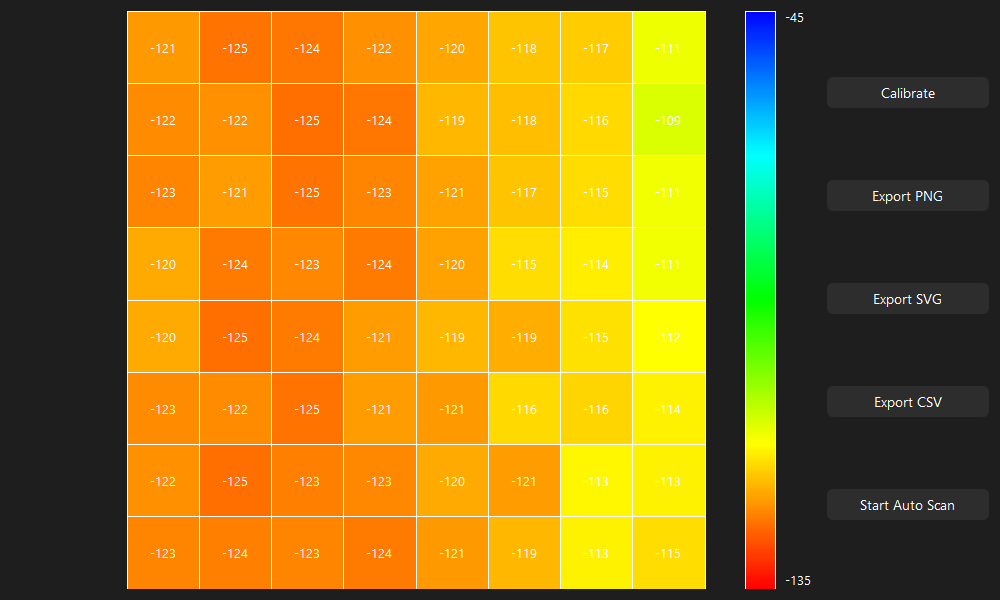 -121 -125 -124 -122 -120 -118 -117 -111
-122 -122 -125 -124 -119 -118 -116 -109
-123 -121 -125 -123 -121 -117 -115 -111
-120 -124 -123 -124 -120 -115 -114 -111
-120 -125 -124 -121 -119 -119 -115 -112
-123 -122 -125 -121 -121 -116 -116 -114
-122 -125 -123 -123 -120 -121 -113 -113
-123 -124 -123 -124 -121 -119 -113 -115
-45
-135
Calibrate
Export PNG
Export SVG
Export CSV
Start Auto Scan